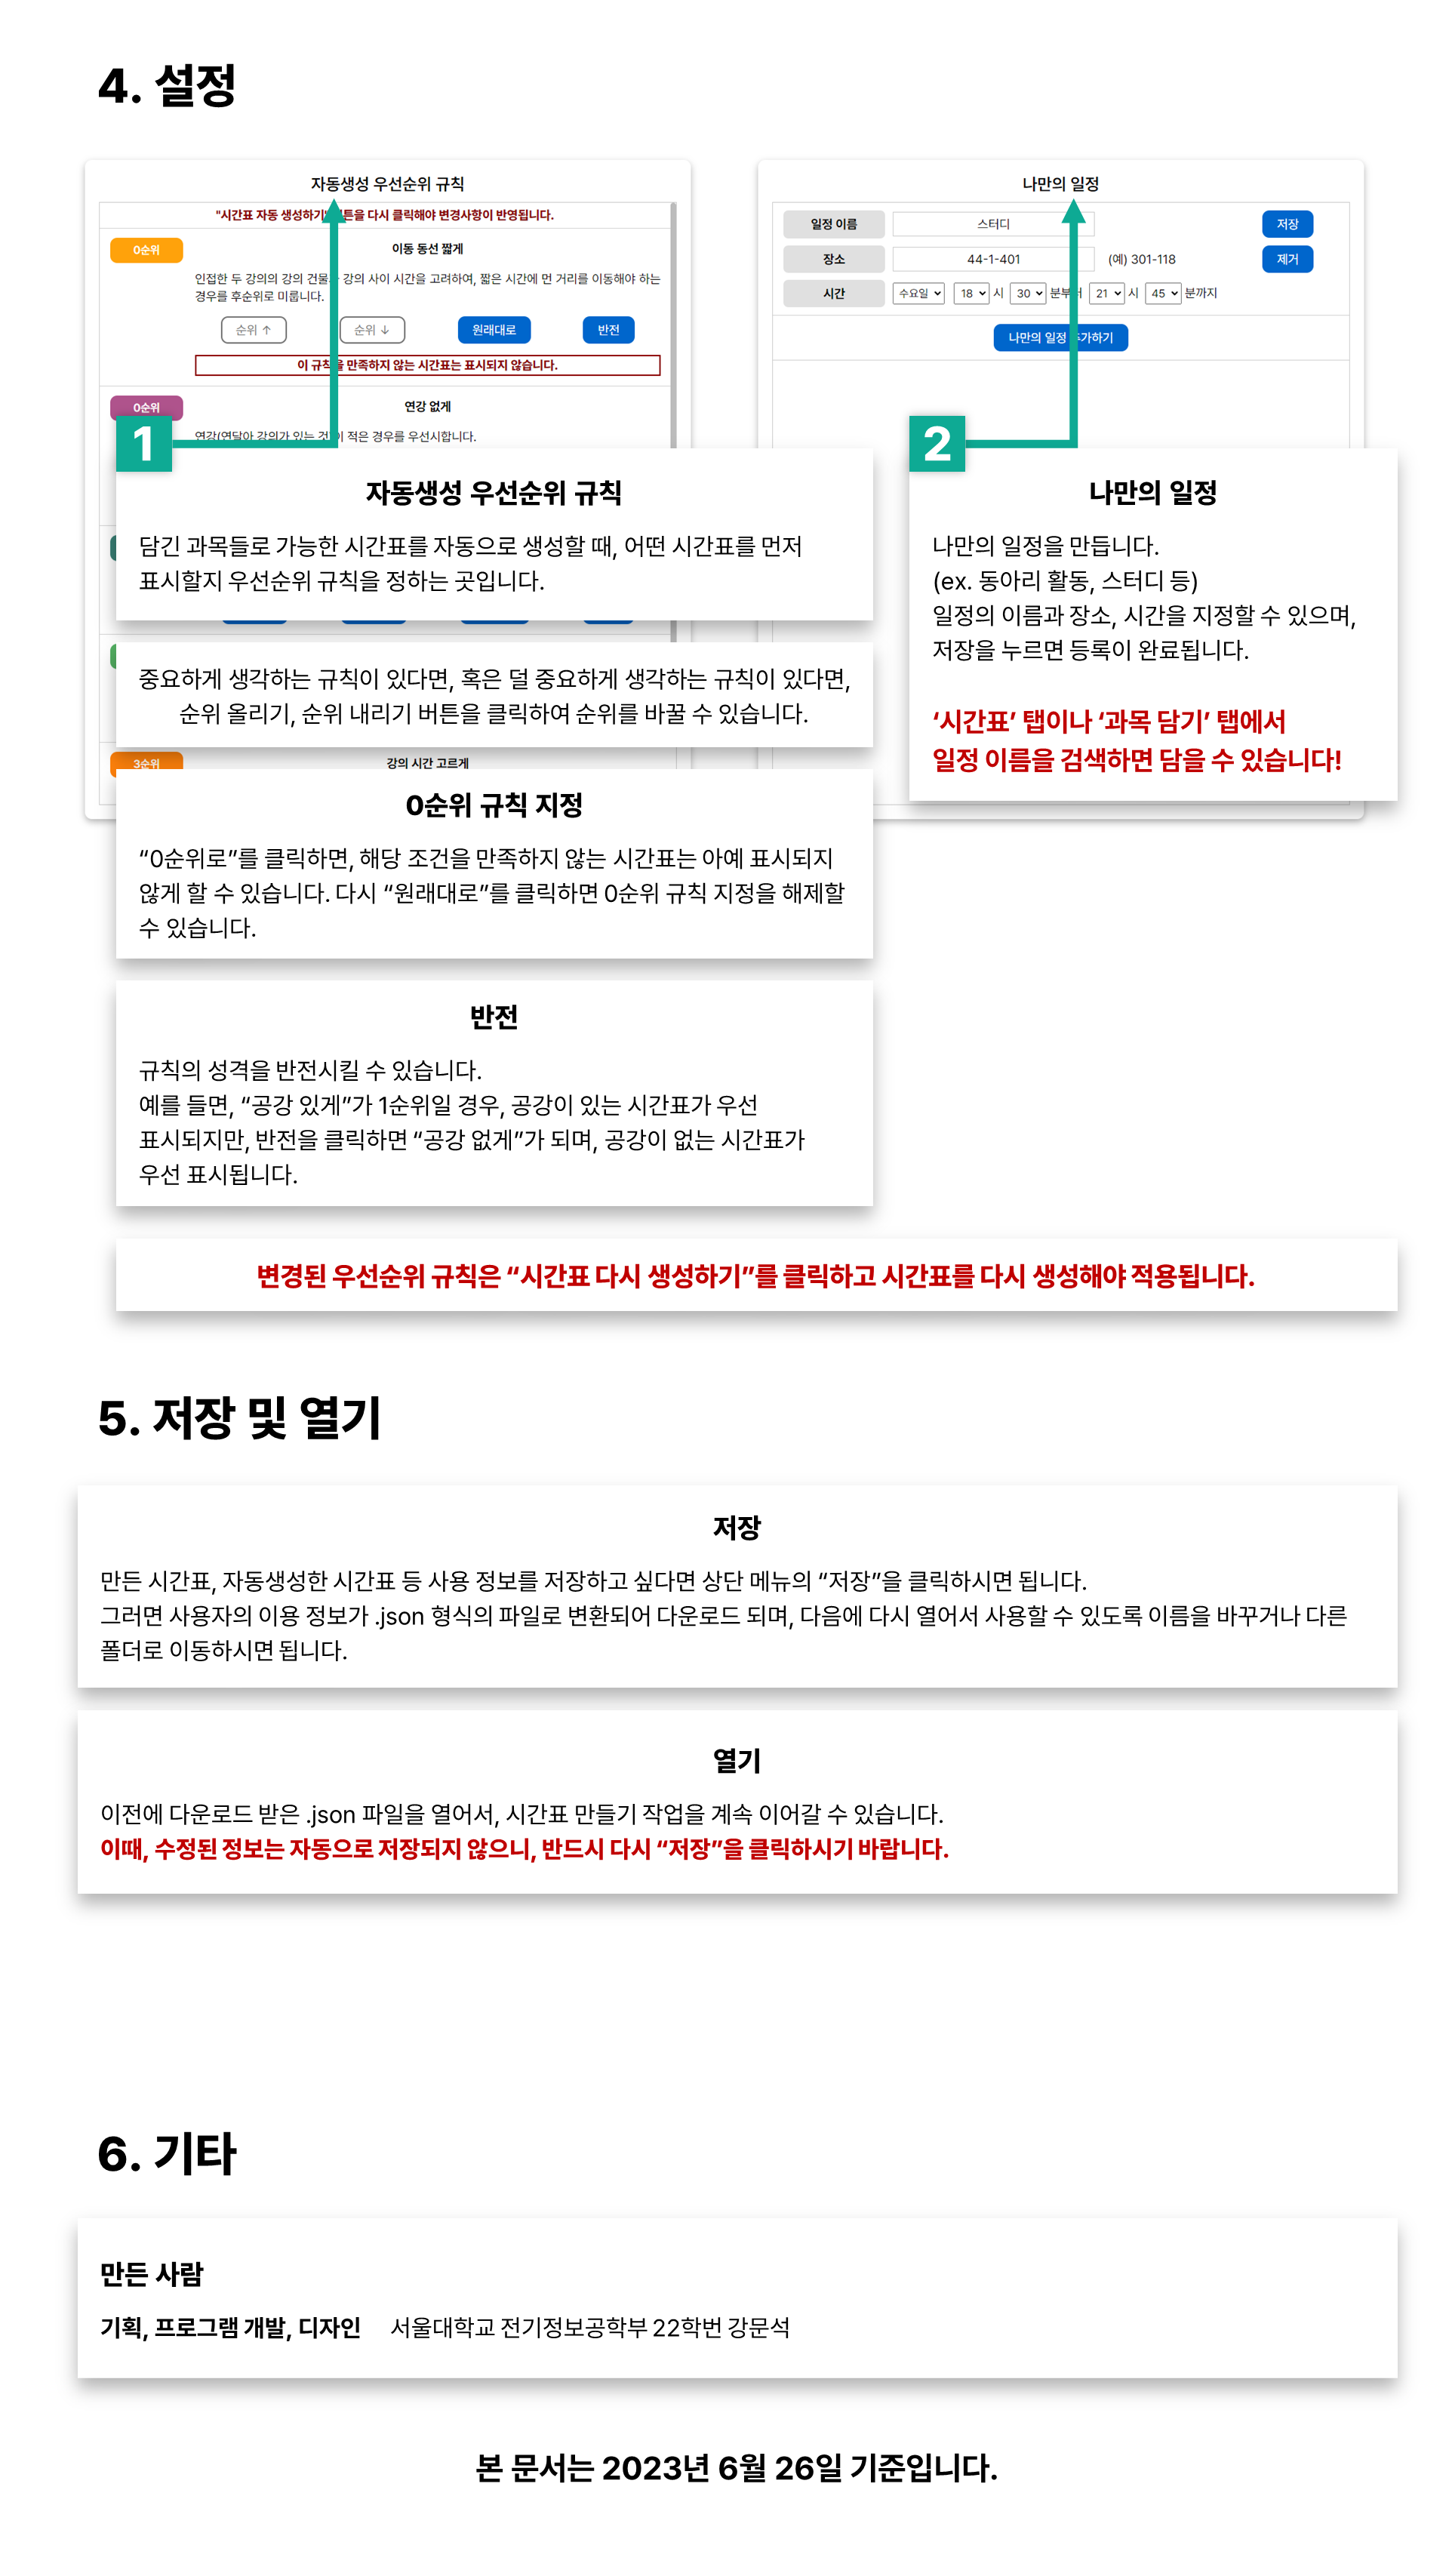 4. 설정
자동생성 우선순위 규칙
"시간표 자동 생성하기" 버튼을 다시 클릭해야 변경사항이 반영됩니다.
0순위
이동 동선 짧게
인접한 두 강의의 강의 건물과 강의 사이 시간을 고려하여, 짧은 시간에 먼 거리를 이동해야 하는
경우를 후순위로 미룹니다.
순위 ↑
순위 ↓
원래대로
반전
이 규칙을 만족하지 않는 시간표는 표시되지 않습니다.
0순위
연강 없게
연강(연달아 강의가 있는 것)이 적은 경우를 우선시합니다.
1
자동생성 우선순위 규칙
담긴 과목들로 가능한 시간표를 자동으로 생성할 때, 어떤 시간표를 먼저
표시할지 우선순위 규칙을 정하는 곳입니다.
중요하게 생각하는 규칙이 있다면, 혹은 덜 중요하게 생각하는 규칙이 있다면,
순위 올리기, 순위 내리기 버튼을 클릭하여 순위를 바꿀 수 있습니다.
3순위
강의 시간 고르게
0순위 규칙 지정
“0순위로”를 클릭하면, 해당 조건을 만족하지 않는 시간표는 아예 표시되지
않게 할 수 있습니다. 다시 “원래대로”를 클릭하면 0순위 규칙 지정을 해제할
수 있습니다.
반전
규칙의 성격을 반전시킬 수 있습니다.
예를 들면, “공강 있게”가 1순위일 경우, 공강이 있는 시간표가 우선
표시되지만, 반전을 클릭하면 “공강 없게”가 되며, 공강이 없는 시간표가
우선 표시됩니다.
나만의 일정
일정 이름
스터디
저장
장소
44-1-401
(예) 301-118
제거
시간
수요일 18 시 30 분부터 21 시 45 분까지
나만의 일정 추가하기
2
나만의 일정
나만의 일정을 만듭니다.
(ex. 동아리 활동, 스터디 등)
일정의 이름과 장소, 시간을 지정할 수 있으며,
저장을 누르면 등록이 완료됩니다.
‘시간표’ 탭이나 ‘과목 담기’ 탭에서
일정 이름을 검색하면 담을 수 있습니다!
변경된 우선순위 규칙은 “시간표 다시 생성하기”를 클릭하고 시간표를 다시 생성해야 적용됩니다.
5. 저장 및 열기
저장
만든 시간표, 자동생성한 시간표 등 사용 정보를 저장하고 싶다면 상단 메뉴의 “저장”을 클릭하시면 됩니다.
그러면 사용자의 이용 정보가 .json 형식의 파일로 변환되어 다운로드 되며, 다음에 다시 열어서 사용할 수 있도록 이름을 바꾸거나 다른
폴더로 이동하시면 됩니다.
열기
이전에 다운로드 받은 .json 파일을 열어서, 시간표 만들기 작업을 계속 이어갈 수 있습니다.
이때, 수정된 정보는 자동으로 저장되지 않으니, 반드시 다시 “저장”을 클릭하시기 바랍니다.
6. 기타
만든 사람
기획, 프로그램 개발, 디자인 서울대학교 전기정보공학부 22학번 강문석
본 문서는 2023년 6월 26일 기준입니다.